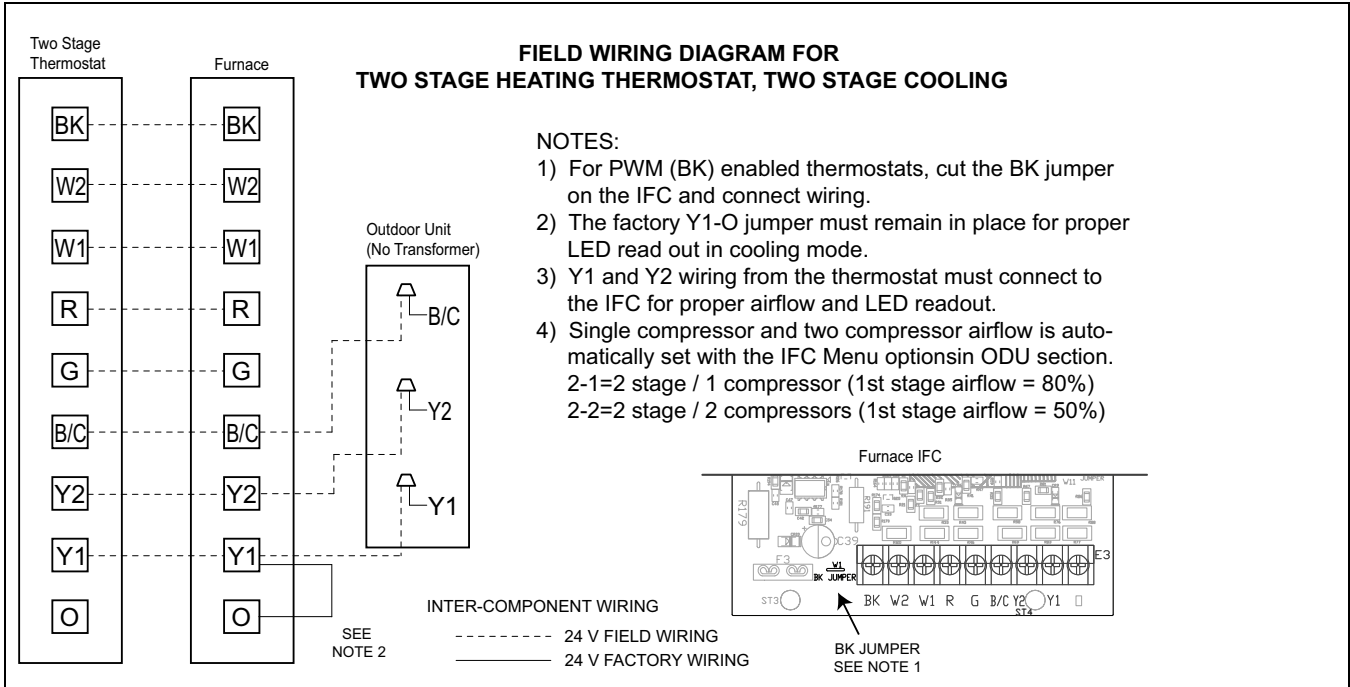 FIELD WIRING DIAGRAM FOR
TWO STAGE HEATING THERMOSTAT, TWO STAGE COOLING
Two Stage
Thermostat
BK
W2
W1
R
G
B/C
Y2
Y1
O
Furnace
BK
W2
W1
R
G
B/C
Y2
Y1
O
SEE
NOTE 2
Outdoor Unit
(No Transformer)
B/C
Y2
Y1
NOTES:
1) For PWM (BK) enabled thermostats, cut the BK jumper
on the IFC and connect wiring.
2) The factory Y1-O jumper must remain in place for proper
LED read out in cooling mode.
3) Y1 and Y2 wiring from the thermostat must connect to
the IFC for proper airflow and LED readout.
4) Single compressor and two compressor airflow is auto-
matically set with the IFC Menu optionsin ODU section.
2-1=2 stage / 1 compressor (1st stage airflow = 80%)
2-2=2 stage / 2 compressors (1st stage airflow = 50%)
INTER-COMPONENT WIRING
24 V FIELD WIRING
24 V FACTORY WIRING
Furnace IFC
W11 JUMPER
R179
R91
C39
F3
W1
BK JUMPER
E3
ST3
BK W2 W1 R G B/C Y2 Y1
ST4
BK JUMPER
SEE NOTE 1